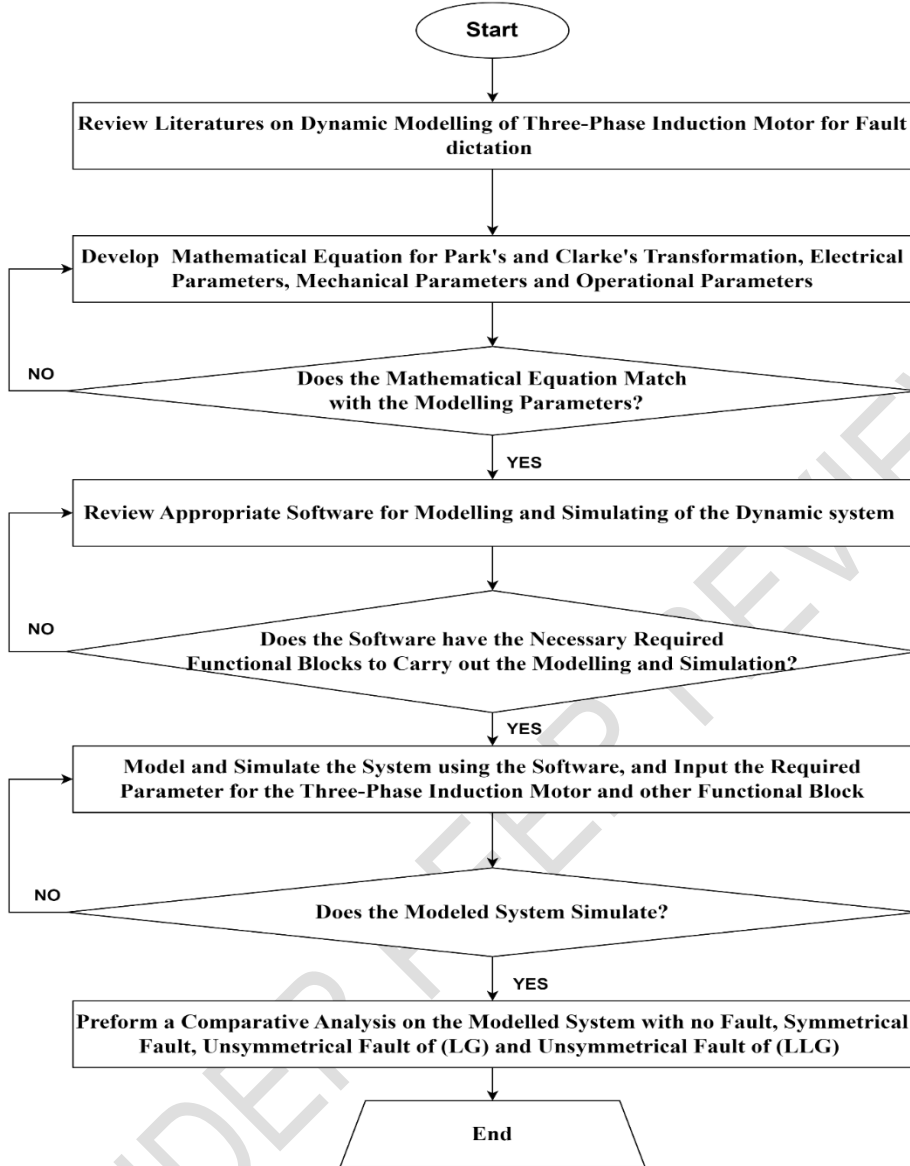 Start
Review Literatures on Dynamic Modelling of Three-Phase Induction Motor for Fault
dictation
Develop Mathematical Equation for Park's and Clarke's Transformation, Electrical
Parameters, Mechanical Parameters and Operational Parameters
NO
Does the Mathematical Equation Match
with the Modelling Parameters?
YES
Review Appropriate Software for Modelling and Simulating of the Dynamic system
NO
Does the Software have the Necessary Required
Functional Blocks to Carry out the Modelling and Simulation?
YES
Model and Simulate the System using the Software, and Input the Required
Parameter for the Three-Phase Induction Motor and other Functional Block
NO
Does the Modeled System Simulate?
YES
Preform a Comparative Analysis on the Modelled System with no Fault, Symmetrical
Fault, Unsymmetrical Fault of (LG) and Unsymmetrical Fault of (LLG)
End
UNDER PEER REVIEW